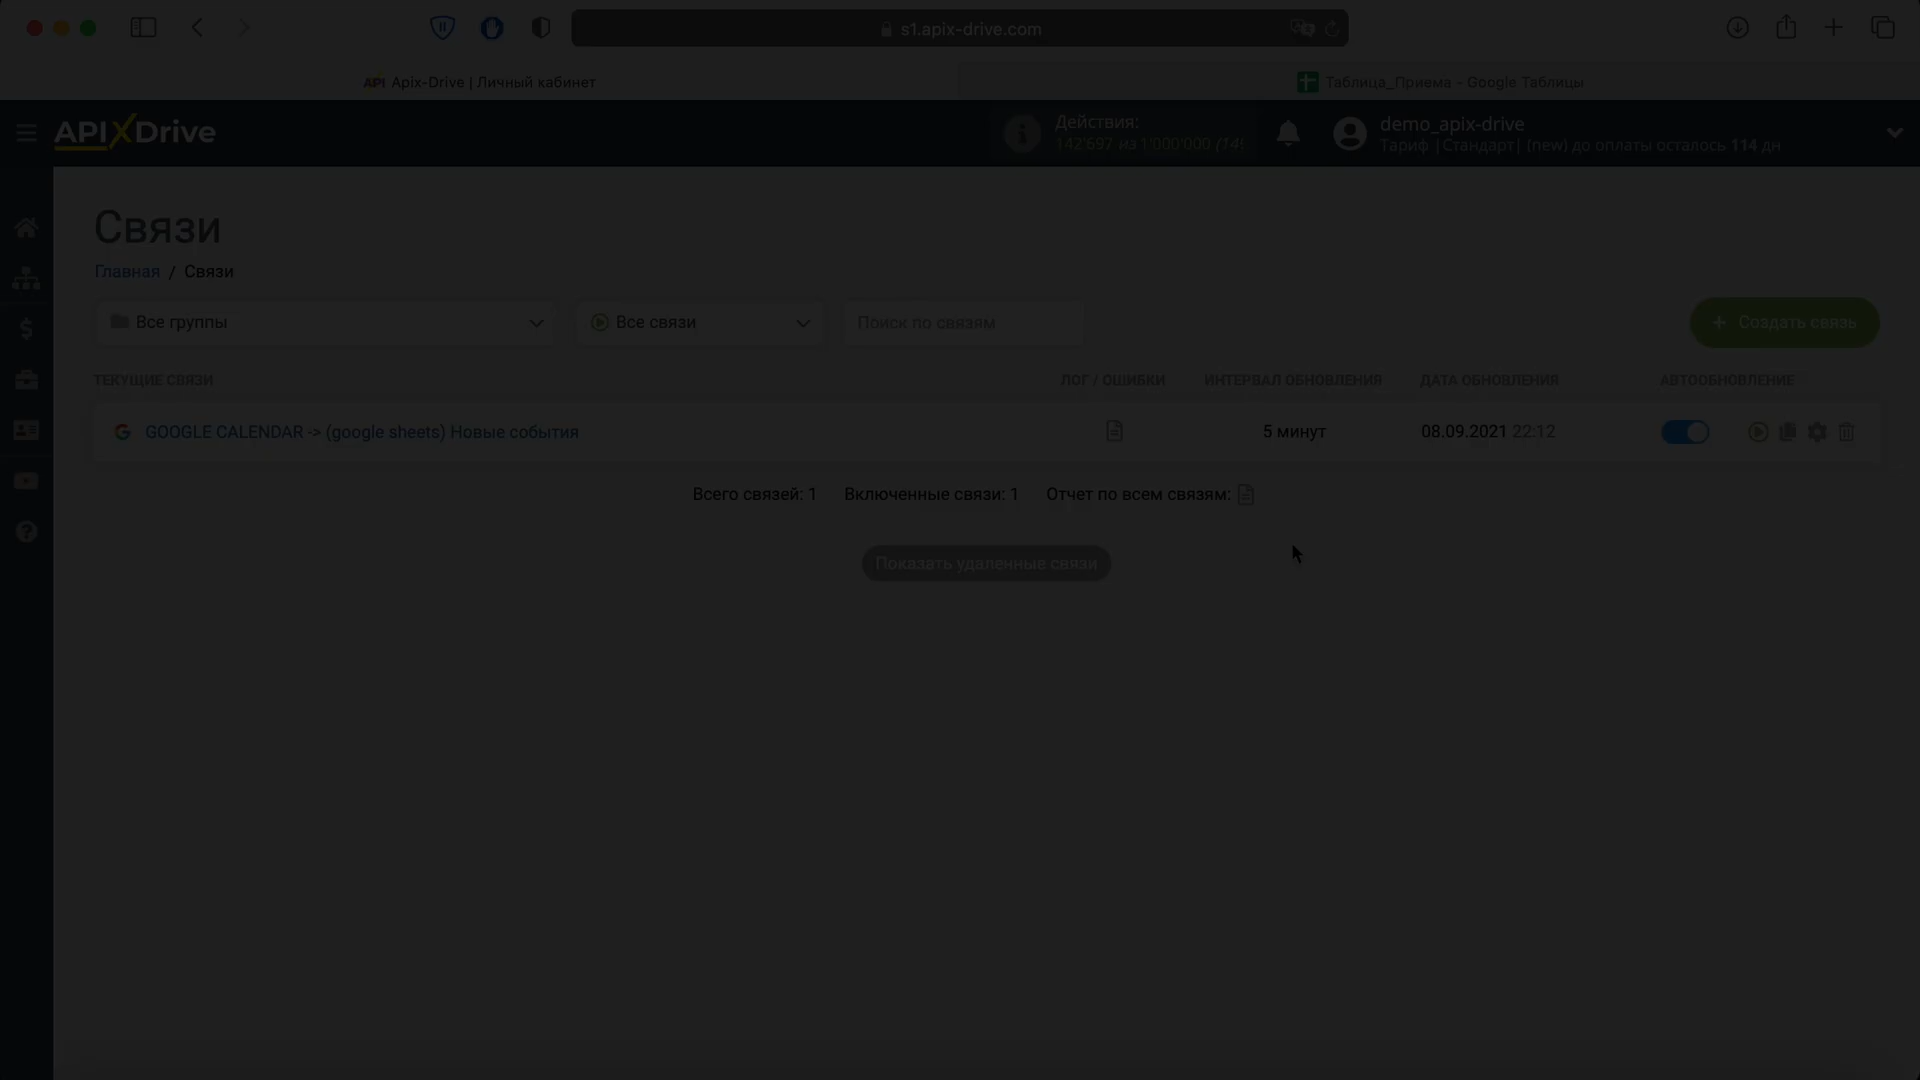 s1.apix-drive.com
API Apix-Drive | Личный кабинет
Таблица_Приема - Google Таблицы
APIXDrive
Действия:
142'697 из 1'000'000
demo_apix-drive
Тариф |Стандарт| (new) до оплаты осталось 114 дн
Связи
Главная / Связи
Все группы
Все связи
Поиск по связям
+ Создать связь
ТЕКУЩИЕ СВЯЗИ
ЛОГ / ОШИБКИ
ИНТЕРВАЛ ОБНОВЛЕНИЯ
ДАТА ОБНОВЛЕНИЯ
АВТООБНОВЛЕНИЕ
GOOGLE CALENDAR -> (google sheets) Новые события
5 минут
08.09.2021 22:12
Всего связей: 1 Включенные связи: 1 Отчет по всем связям:
Показать удаленные связи